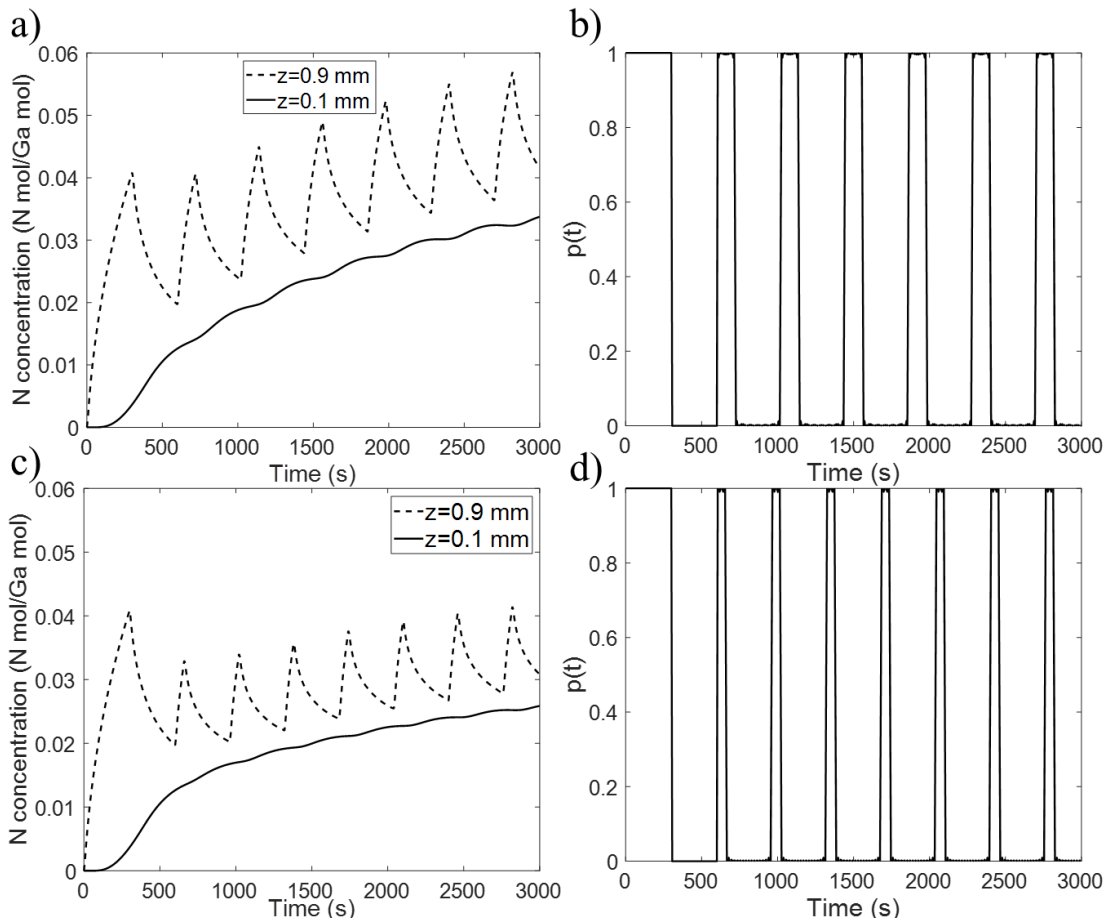 a)
N concentration (N mol/Ga mol)
0.06
0.05
0.04
0.03
0.02
0.01
0
z=0.9 mm
z=0.1 mm
0 500 1000 1500 2000 2500 3000
Time (s)
b)
p(t)
1
0.8
0.6
0.4
0.2
0
0 500 1000 1500 2000 2500 3000
Time (s)
c)
N concentration (N mol/Ga mol)
0.06
0.05
0.04
0.03
0.02
0.01
0
z=0.9 mm
z=0.1 mm
0 500 1000 1500 2000 2500 3000
Time (s)
d)
p(t)
1
0.8
0.6
0.4
0.2
0
0 500 1000 1500 2000 2500 3000
Time (s)